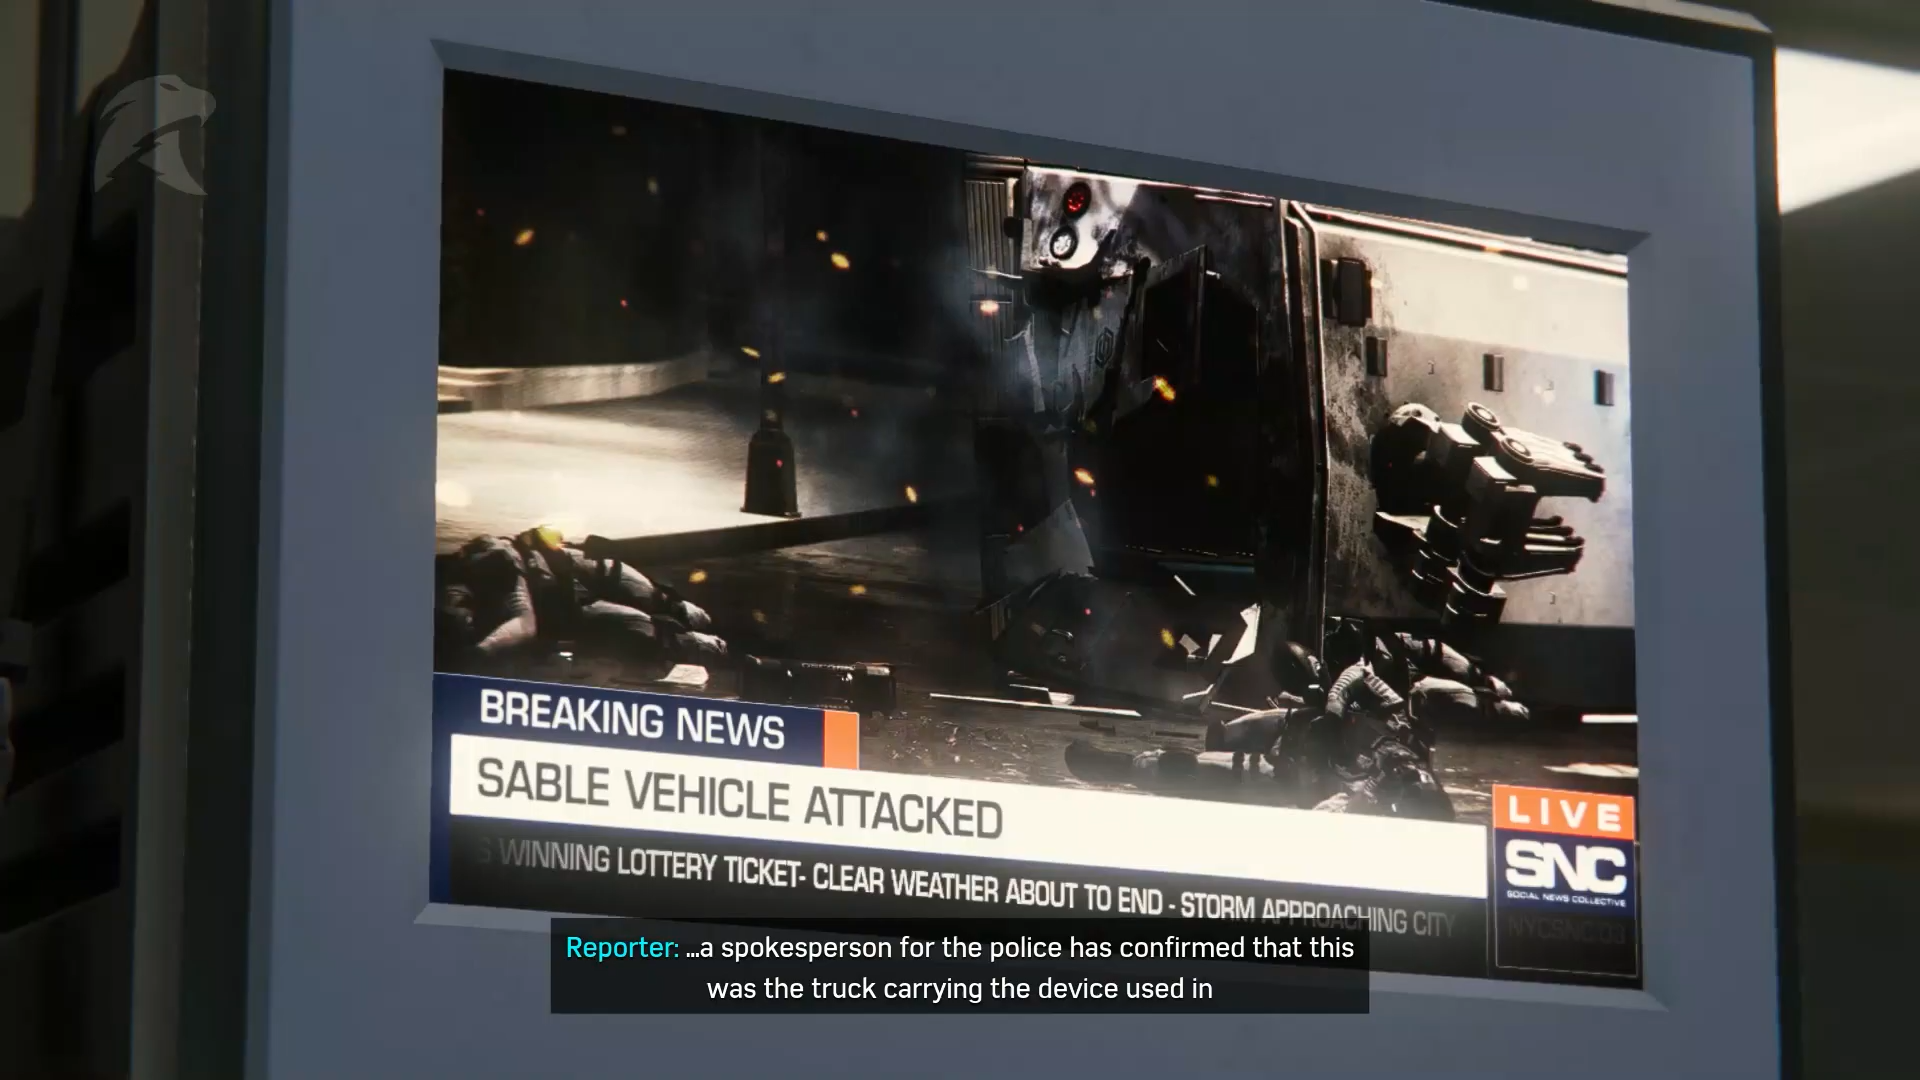 BREAKING NEWS
SABLE VEHICLE ATTACKED
S WINNING LOTTERY TICKET- CLEAR WEATHER ABOUT TO END - STORM APPROACHING CITY
LIVE
SNC
SOCIAL NEWS COLLECTIVE
NYCSNC 03
Reporter: ...a spokesperson for the police has confirmed that this
was the truck carrying the device used in